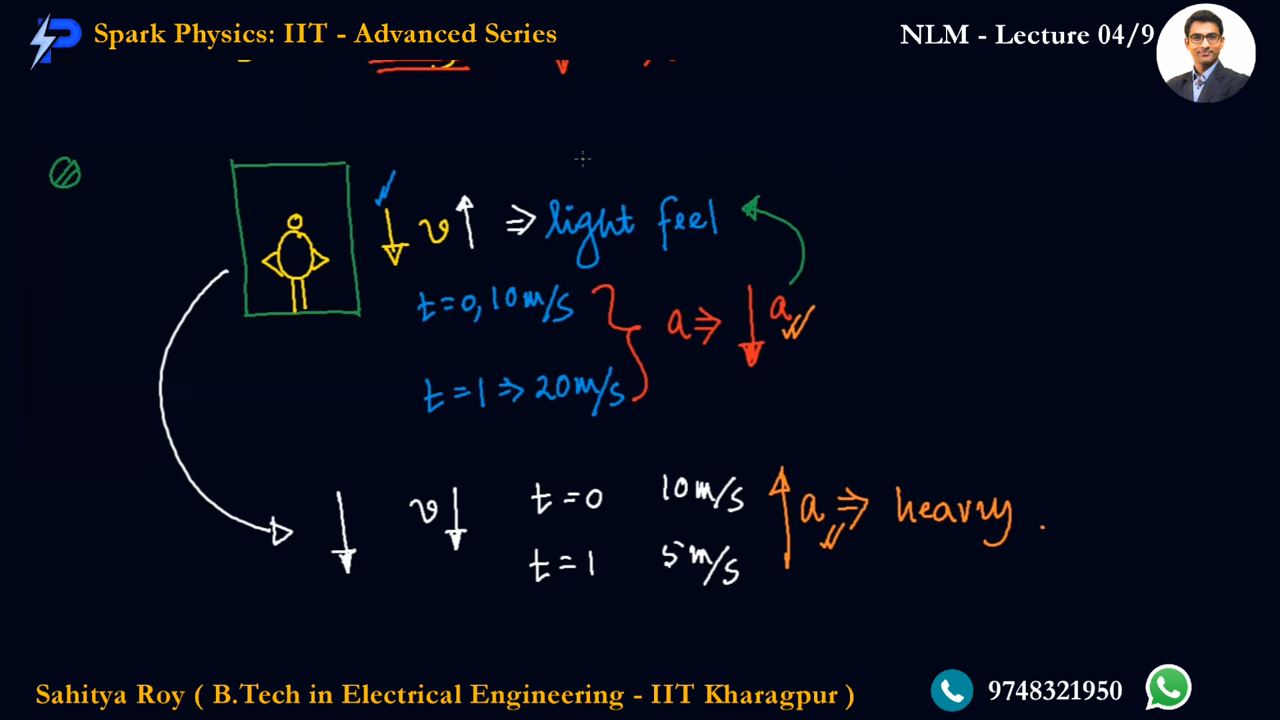 Spark Physics: IIT - Advanced Series
NLM - Lecture 04/9
v ⇒ light feel
t=0, 10m/s
a ⇒ a
t=1 ⇒ 20m/s
v t=0 10m/s a ⇒ heavy.
t=1 5m/s
Sahitya Roy ( B.Tech in Electrical Engineering - IIT Kharagpur )
9748321950